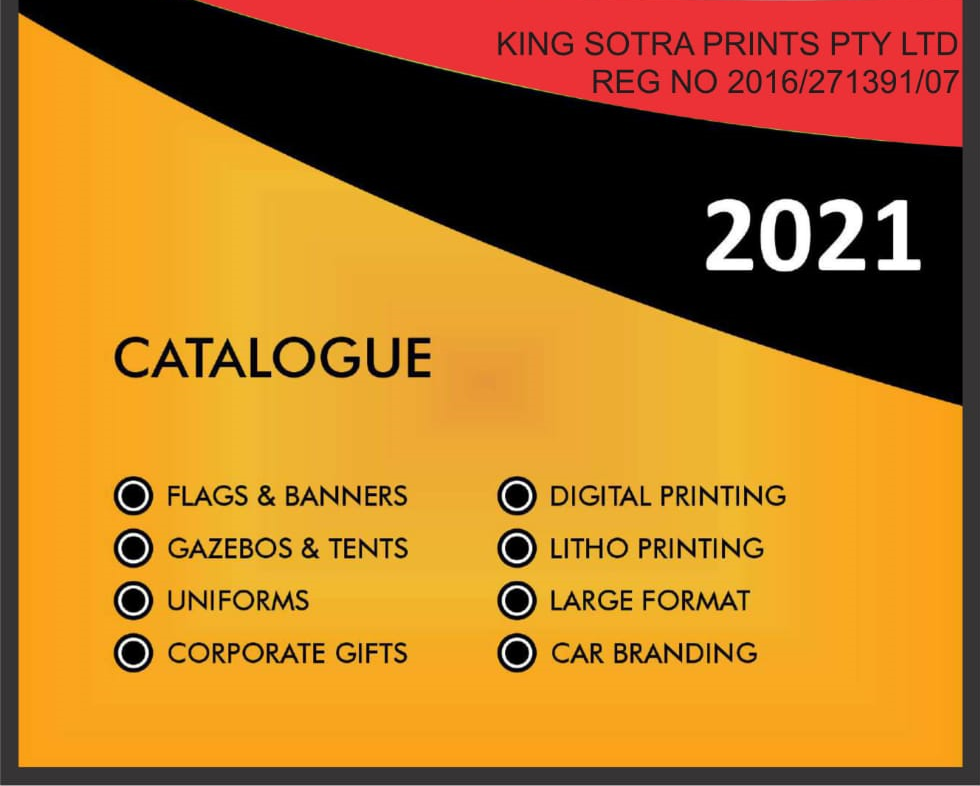 KING SOTRA PRINTS PTY LTD
REG NO 2016/271391/07
2021
CATALOGUE
FLAGS & BANNERS
GAZEBOS & TENTS
UNIFORMS
CORPORATE GIFTS
DIGITAL PRINTING
LITHO PRINTING
LARGE FORMAT
CAR BRANDING